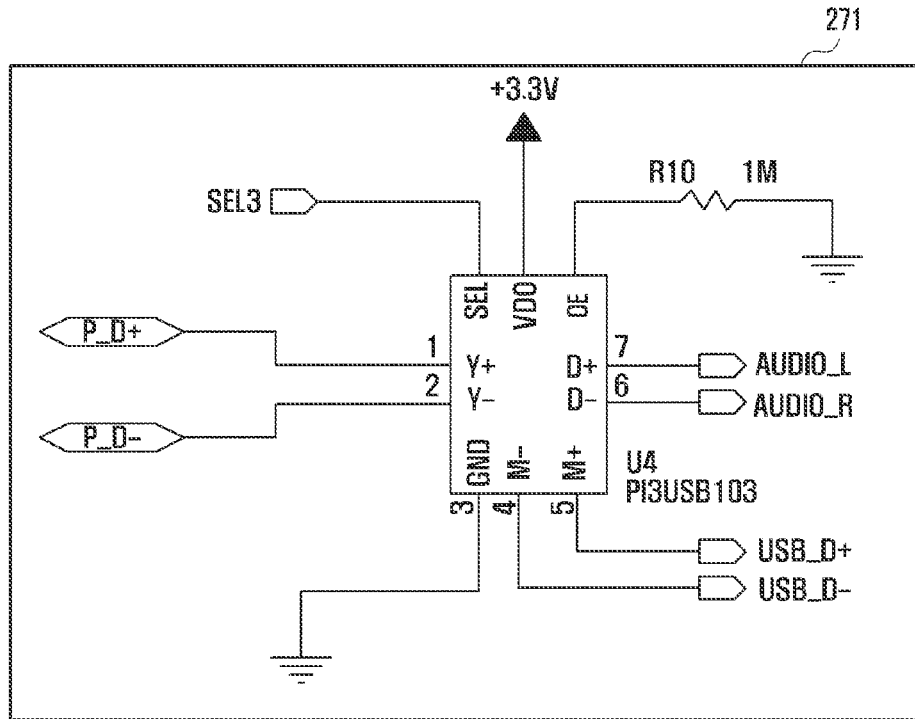 271
+3.3V
R10 1M
SEL3
SEL VDO OE
P_D+
1 Y+ D+ 7 AUDIO_L
2 Y- D- 6 AUDIO_R
P_D-
GND M- M+
U4
PI3USB103
3 4 5
USB_D+
USB_D-